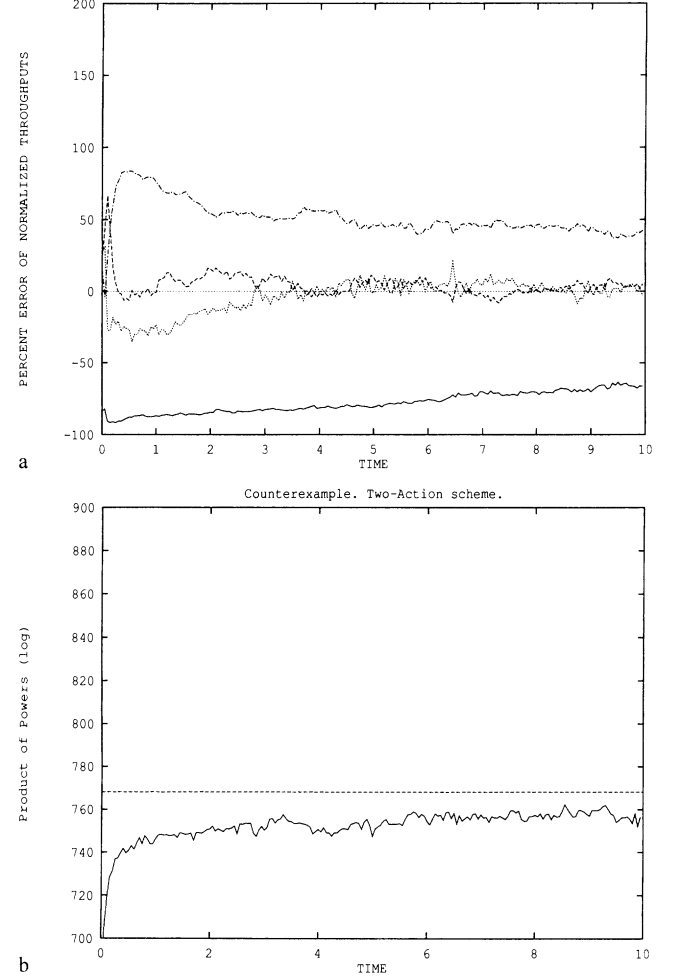 200
150
100
50
0
-50
-100
PERCENT ERROR OF NORMALIZED THROUGHPUTS
0 1 2 3 4 5 6 7 8 9 10
TIME
a
Counterexample. Two-Action scheme.
900
880
860
840
820
800
780
760
740
720
700
Product of Powers (log)
0 2 4 6 8 10
TIME
b